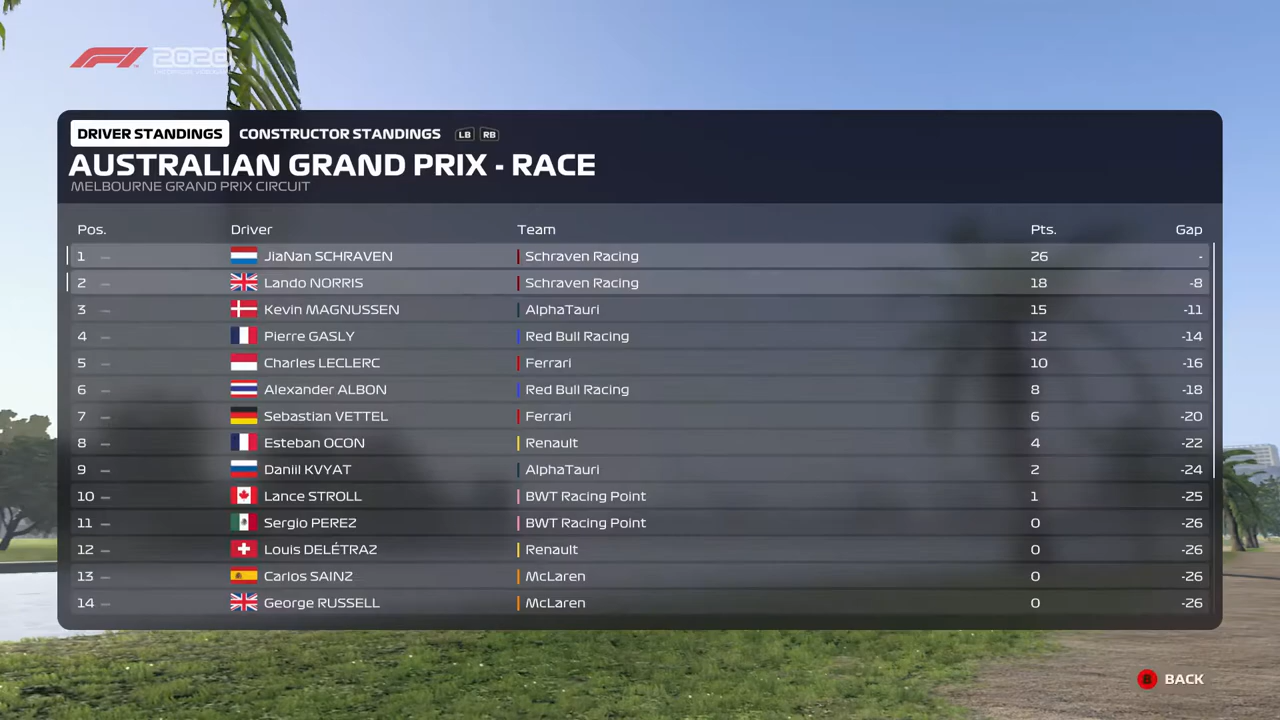 F1 2020
DRIVER STANDINGS CONSTRUCTOR STANDINGS LB RB
AUSTRALIAN GRAND PRIX - RACE
MELBOURNE GRAND PRIX CIRCUIT
Pos. Driver Team Pts. Gap
1 – JiaNan SCHRAVEN Schraven Racing 26 -
2 – Lando NORRIS Schraven Racing 18 -8
3 – Kevin MAGNUSSEN AlphaTauri 15 -11
4 – Pierre GASLY Red Bull Racing 12 -14
5 – Charles LECLERC Ferrari 10 -16
6 – Alexander ALBON Red Bull Racing 8 -18
7 – Sebastian VETTEL Ferrari 6 -20
8 – Esteban OCON Renault 4 -22
9 – Daniil KVYAT AlphaTauri 2 -24
10 – Lance STROLL BWT Racing Point 1 -25
11 – Sergio PEREZ BWT Racing Point 0 -26
12 – Louis DELÉTRAZ Renault 0 -26
13 – Carlos SAINZ McLaren 0 -26
14 – George RUSSELL McLaren 0 -26
B BACK